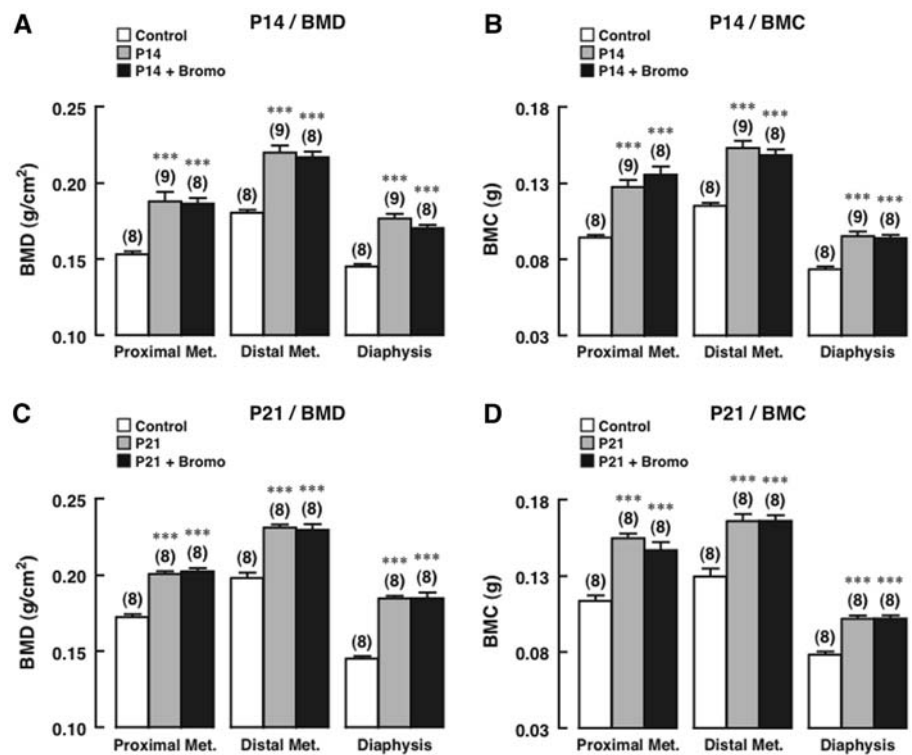 A
P14 / BMD
Control
P14
P14 + Bromo
BMD (g/cm²)
0.25
0.20
0.15
0.10
(8)
***
(9)
***
(8)
(8)
***
(9)
***
(8)
(8)
***
(9)
***
(8)
Proximal Met.
Distal Met.
Diaphysis
B
P14 / BMC
Control
P14
P14 + Bromo
BMC (g)
0.18
0.13
0.08
0.03
(8)
***
(9)
***
(8)
(8)
***
(9)
***
(8)
(8)
***
(9)
***
(8)
Proximal Met.
Distal Met.
Diaphysis
C
P21 / BMD
Control
P21
P21 + Bromo
BMD (g/cm²)
0.25
0.20
0.15
0.10
(8)
***
(8)
***
(8)
(8)
***
(8)
***
(8)
(8)
***
(8)
***
(8)
Proximal Met.
Distal Met.
Diaphysis
D
P21 / BMC
Control
P21
P21 + Bromo
BMC (g)
0.18
0.13
0.08
0.03
(8)
***
(8)
***
(8)
(8)
***
(8)
***
(8)
(8)
***
(8)
***
(8)
Proximal Met.
Distal Met.
Diaphysis